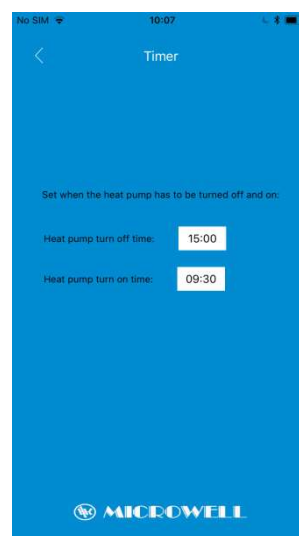 No SIM 10:07
Timer
Set when the heat pump has to be turned off and on:
Heat pump turn off time: 15:00
Heat pump turn on time: 09:30
MICROWELL